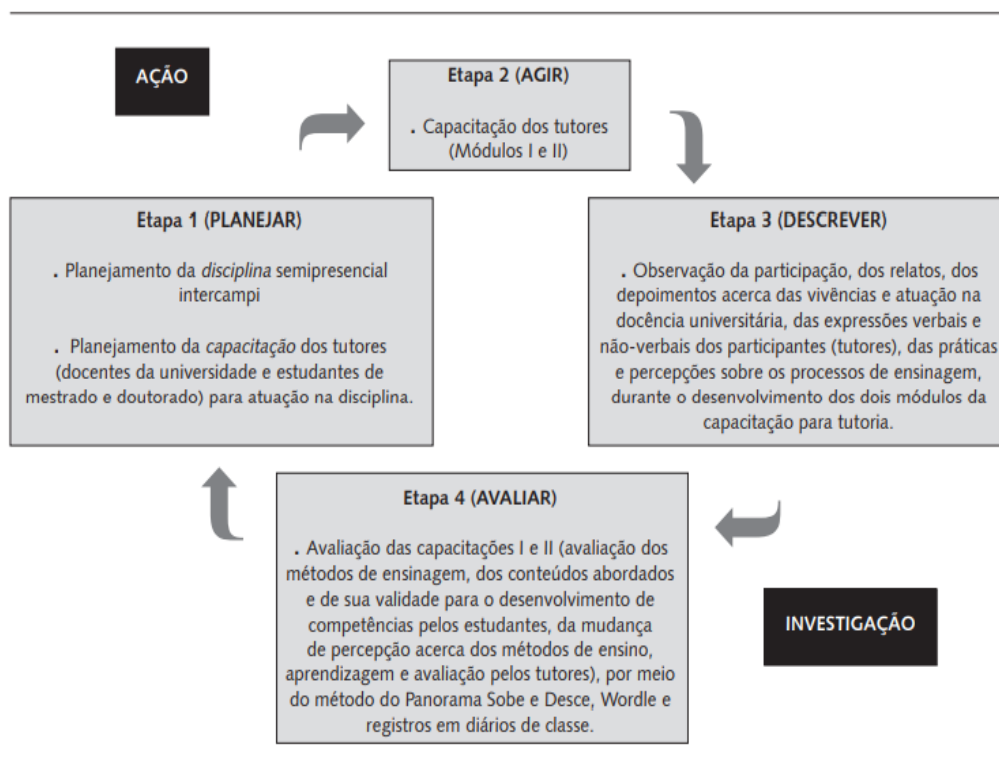 AÇÃO
Etapa 2 (AGIR)
. Capacitação dos tutores
(Módulos I e II)
Etapa 1 (PLANEJAR)
. Planejamento da disciplina semipresencial
intercampi
. Planejamento da capacitação dos tutores
(docentes da universidade e estudantes de
mestrado e doutorado) para atuação na disciplina.
Etapa 3 (DESCREVER)
. Observação da participação, dos relatos, dos
depoimentos acerca das vivências e atuação na
docência universitária, das expressões verbais e
não-verbais dos participantes (tutores), das práticas
e percepções sobre os processos de ensinagem,
durante o desenvolvimento dos dois módulos da
capacitação para tutoria.
Etapa 4 (AVALIAR)
. Avaliação das capacitações I e II (avaliação dos
métodos de ensinagem, dos conteúdos abordados
e de sua validade para o desenvolvimento de
competências pelos estudantes, da mudança
de percepção acerca dos métodos de ensino,
aprendizagem e avaliação pelos tutores), por meio
do método do Panorama Sobe e Desce, Wordle e
registros em diários de classe.
INVESTIGAÇÃO